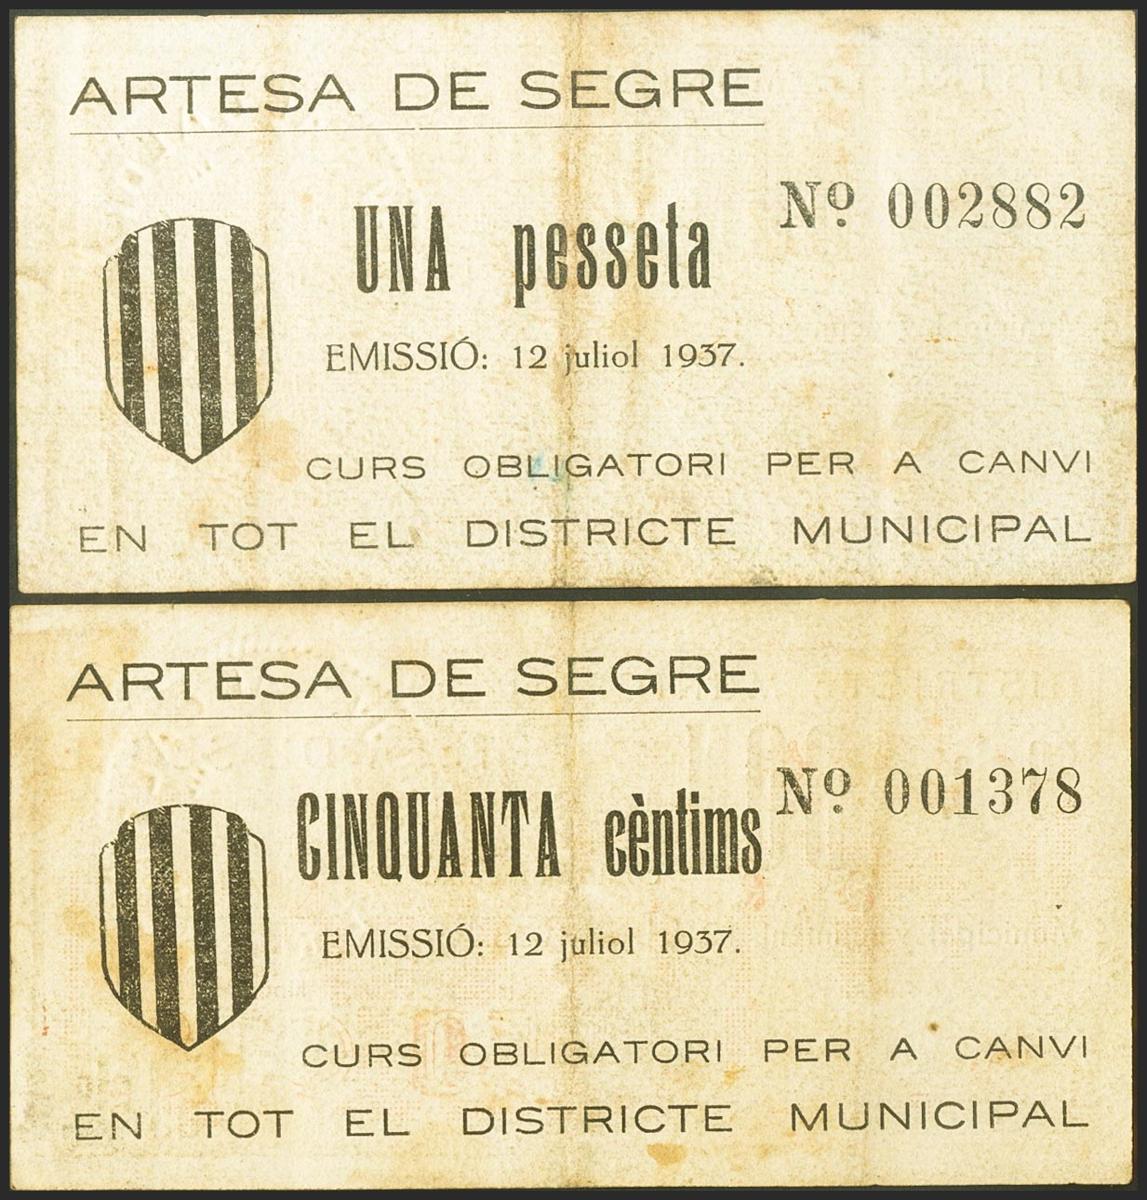 ARTESA DE SEGRE
Nº. 002882
UNA pesseta
EMISSIÓ: 12 juliol 1937.
CURS OBLIGATORI PER A CANVI
EN TOT EL DISTRICTE MUNICIPAL
ARTESA DE SEGRE
Nº. 001378
CINQUANTA cèntims
EMISSIÓ: 12 juliol 1937.
CURS OBLIGATORI PER A CANVI
EN TOT EL DISTRICTE MUNICIPAL